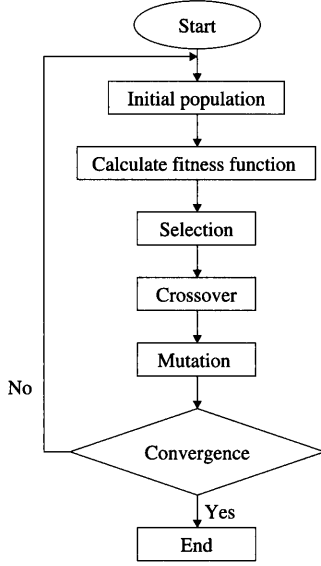 Start
Initial population
Calculate fitness function
Selection
Crossover
Mutation
No
Convergence
Yes
End